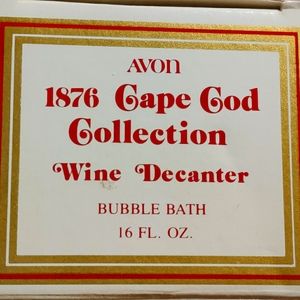 AVON
1876 Cape Cod
Collection
Wine Decanter
BUBBLE BATH
16 FL. OZ.